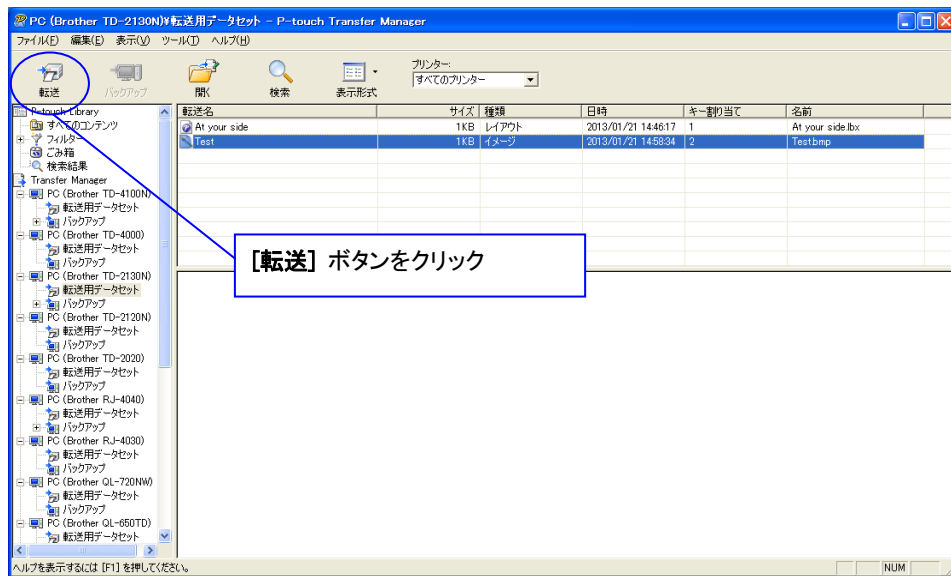 PC (Brother TD-2130N)¥転送用データセット - P-touch Transfer Manager
ファイル(F) 編集(E) 表示(V) ツール(T) ヘルプ(H)
転送 バックアップ 開く 検索 表示形式 プリンター: すべてのプリンター
転送名 サイズ 種類 日時 キー割り当て 名前
At your side 1KB レイアウト 2013/01/21 14:46:17 1 At your side.lbx
Test 1KB イメージ 2013/01/21 14:58:34 2 Test.bmp
P-touch Library
すべてのコンテンツ
フィルター
ごみ箱
検索結果
Transfer Manager
PC (Brother TD-4100N)
転送用データセット
バックアップ
PC (Brother TD-4000)
転送用データセット
バックアップ
PC (Brother TD-2130N)
転送用データセット
バックアップ
PC (Brother TD-2120N)
転送用データセット
バックアップ
PC (Brother TD-2020)
転送用データセット
バックアップ
PC (Brother RJ-4040)
転送用データセット
バックアップ
PC (Brother RJ-4030)
転送用データセット
バックアップ
PC (Brother QL-720NW)
転送用データセット
バックアップ
PC (Brother QL-650TD)
転送用データセット
[転送] ボタンをクリック
ヘルプを表示するには [F1] を押してください。 NUM